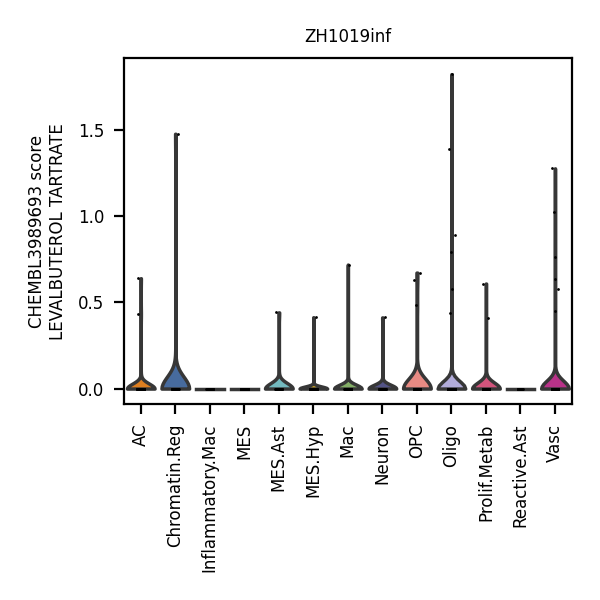 ZH1019inf
CHEMBL3989693 score
LEVALBUTEROL TARTRATE
1.5
1.0
0.5
0.0
AC
Chromatin.Reg
Inflammatory.Mac
MES
MES.Ast
MES.Hyp
Mac
Neuron
OPC
Oligo
Prolif.Metab
Reactive.Ast
Vasc